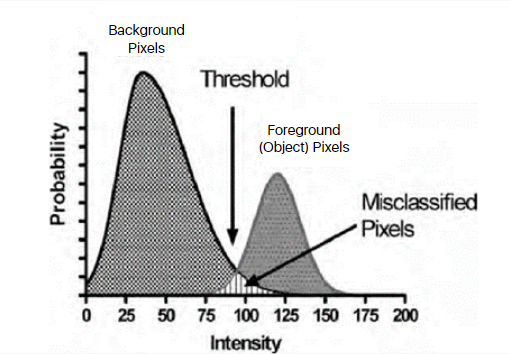 Background
Pixels
Threshold
Foreground
(Object) Pixels
Misclassified
Pixels
Probability
0 25 50 75 100 125 150 175 200
Intensity